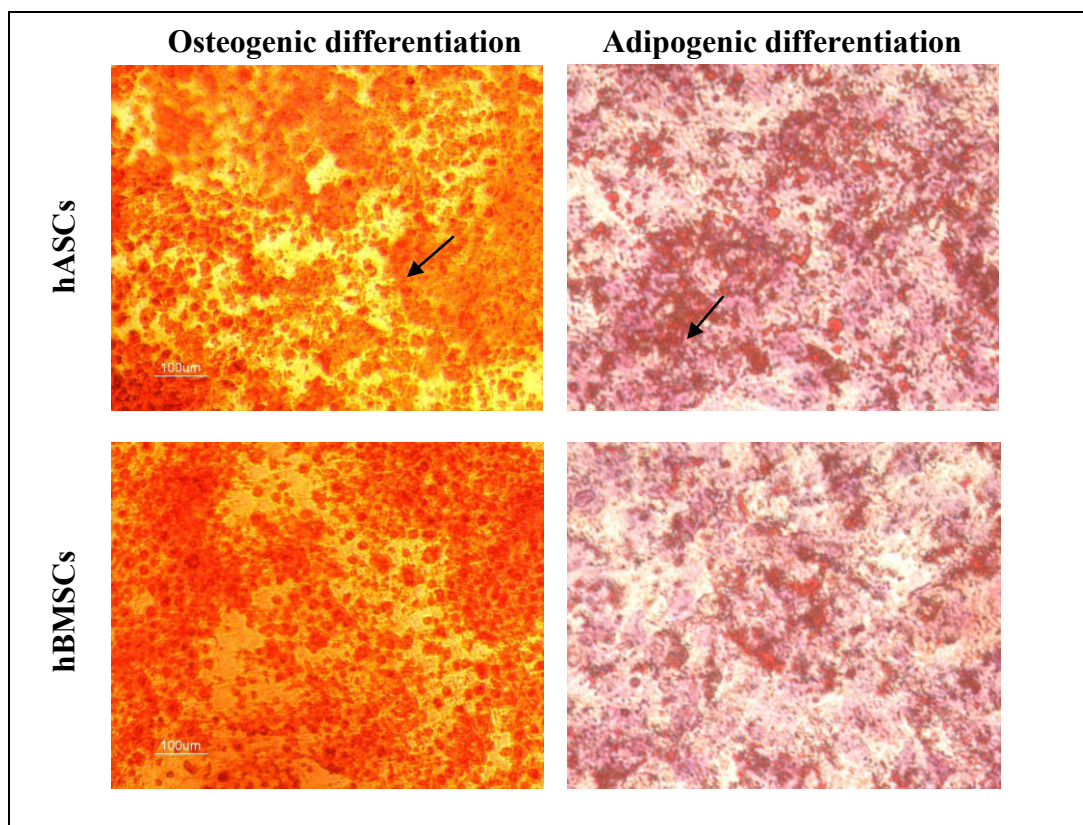 Osteogenic differentiation
Adipogenic differentiation
hASCs
100um
hBMSCs
100um